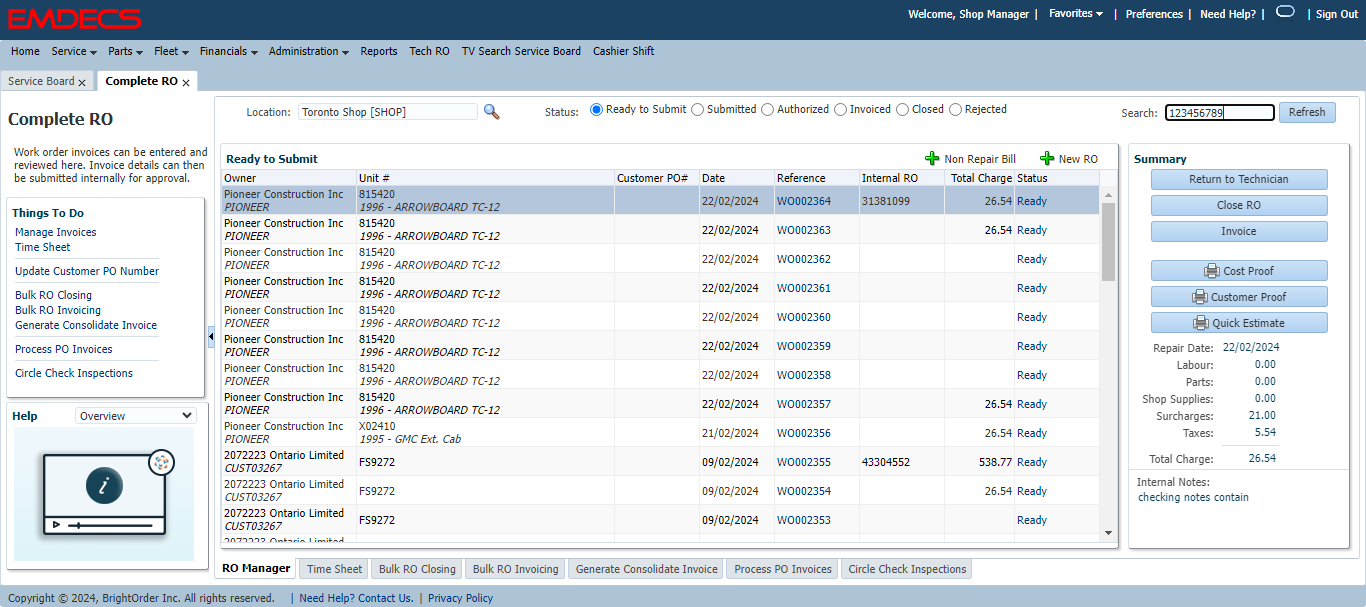 EMDECS
Welcome, Shop Manager | Favorites | Preferences | Need Help? | | Sign Out
Home Service Parts Fleet Financials Administration Reports Tech RO TV Search Service Board Cashier Shift
Service Board x Complete RO x
Complete RO
Work order invoices can be entered and
reviewed here. Invoice details can then
be submitted internally for approval.
Things To Do
Manage Invoices
Time Sheet
Update Customer PO Number
Bulk RO Closing
Bulk RO Invoicing
Generate Consolidate Invoice
Process PO Invoices
Circle Check Inspections
Help Overview
i
Location: Toronto Shop [SHOP] Status: Ready to Submit Submitted Authorized Invoiced Closed Rejected Search: 123456789 Refresh
Ready to Submit Non Repair Bill New RO
Owner Unit # Customer PO# Date Reference Internal RO Total Charge Status
Pioneer Construction Inc 815420
PIONEER 1996 - ARROWBOARD TC-12 22/02/2024 WO002364 31381099 26.54 Ready
Pioneer Construction Inc 815420
PIONEER 1996 - ARROWBOARD TC-12 22/02/2024 WO002363 26.54 Ready
Pioneer Construction Inc 815420
PIONEER 1996 - ARROWBOARD TC-12 22/02/2024 WO002362 Ready
Pioneer Construction Inc 815420
PIONEER 1996 - ARROWBOARD TC-12 22/02/2024 WO002361 Ready
Pioneer Construction Inc 815420
PIONEER 1996 - ARROWBOARD TC-12 22/02/2024 WO002360 Ready
Pioneer Construction Inc 815420
PIONEER 1996 - ARROWBOARD TC-12 22/02/2024 WO002359 Ready
Pioneer Construction Inc 815420
PIONEER 1996 - ARROWBOARD TC-12 22/02/2024 WO002358 Ready
Pioneer Construction Inc 815420
PIONEER 1996 - ARROWBOARD TC-12 22/02/2024 WO002357 26.54 Ready
Pioneer Construction Inc X02410
PIONEER 1995 - GMC Ext. Cab 21/02/2024 WO002356 26.54 Ready
2072223 Ontario Limited
CUST03267 FS9272 09/02/2024 WO002355 43304552 538.77 Ready
2072223 Ontario Limited
CUST03267 FS9272 09/02/2024 WO002354 26.54 Ready
2072223 Ontario Limited
CUST03267 FS9272 09/02/2024 WO002353 Ready
2072223 Ontario Limited
Summary
Return to Technician
Close RO
Invoice
Cost Proof
Customer Proof
Quick Estimate
Repair Date: 22/02/2024
Labour: 0.00
Parts: 0.00
Shop Supplies: 0.00
Surcharges: 21.00
Taxes: 5.54
Total Charge: 26.54
Internal Notes:
checking notes contain
RO Manager Time Sheet Bulk RO Closing Bulk RO Invoicing Generate Consolidate Invoice Process PO Invoices Circle Check Inspections
Copyright © 2024, BrightOrder Inc. All rights reserved. | Need Help? Contact Us. | Privacy Policy